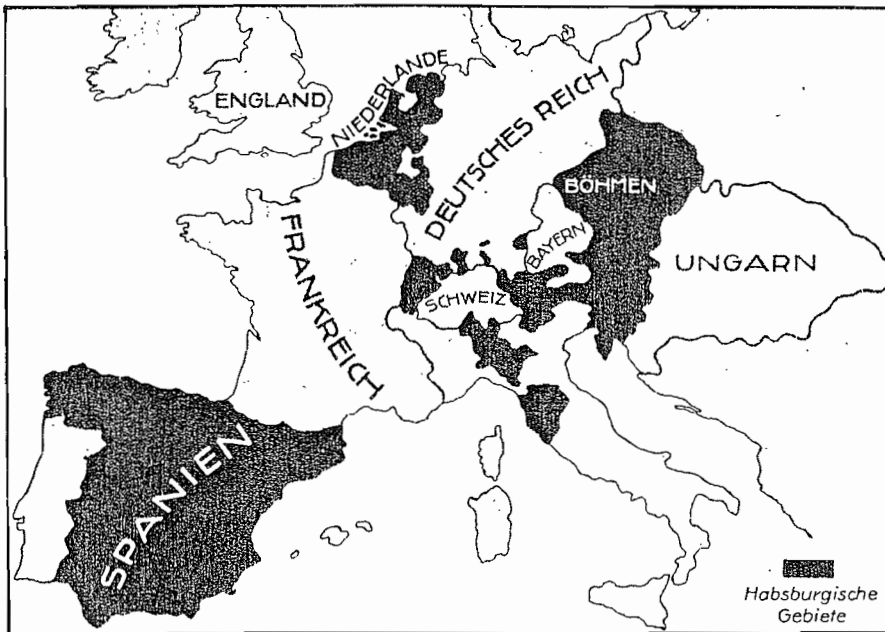 ENGLAND
NIEDERLANDE
DEUTSCHES REICH
BÖHMEN
BAYERN
UNGARN
SCHWEIZ
FRANKREICH
SPANIEN
Habsburgische
Gebiete